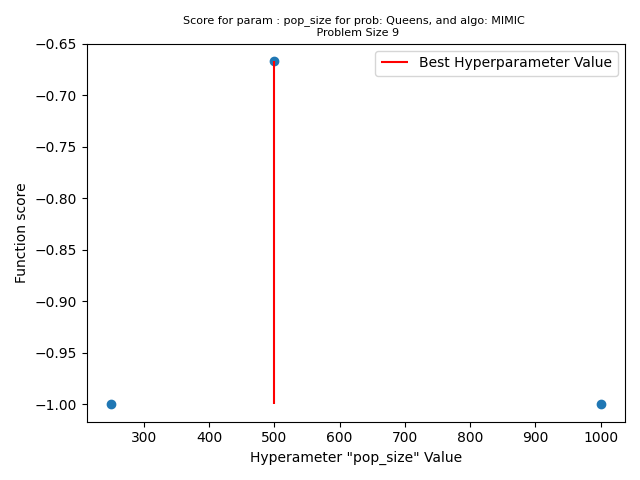 Score for param : pop_size for prob: Queens, and algo: MIMIC
Problem Size 9
Best Hyperparameter Value
Function score
−0.65
−0.70
−0.75
−0.80
−0.85
−0.90
−0.95
−1.00
300 400 500 600 700 800 900 1000
Hyperameter "pop_size" Value